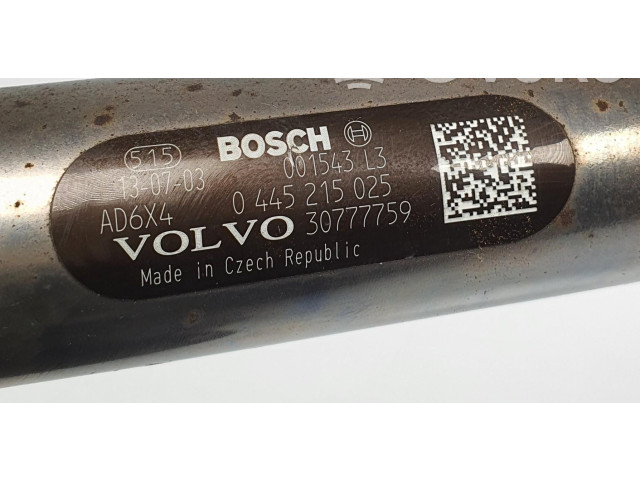 515 BOSCH
13-07-03 001543 L3
AD6X4 0 445 215 025
VOLVO 30777759
Made in Czech Republic